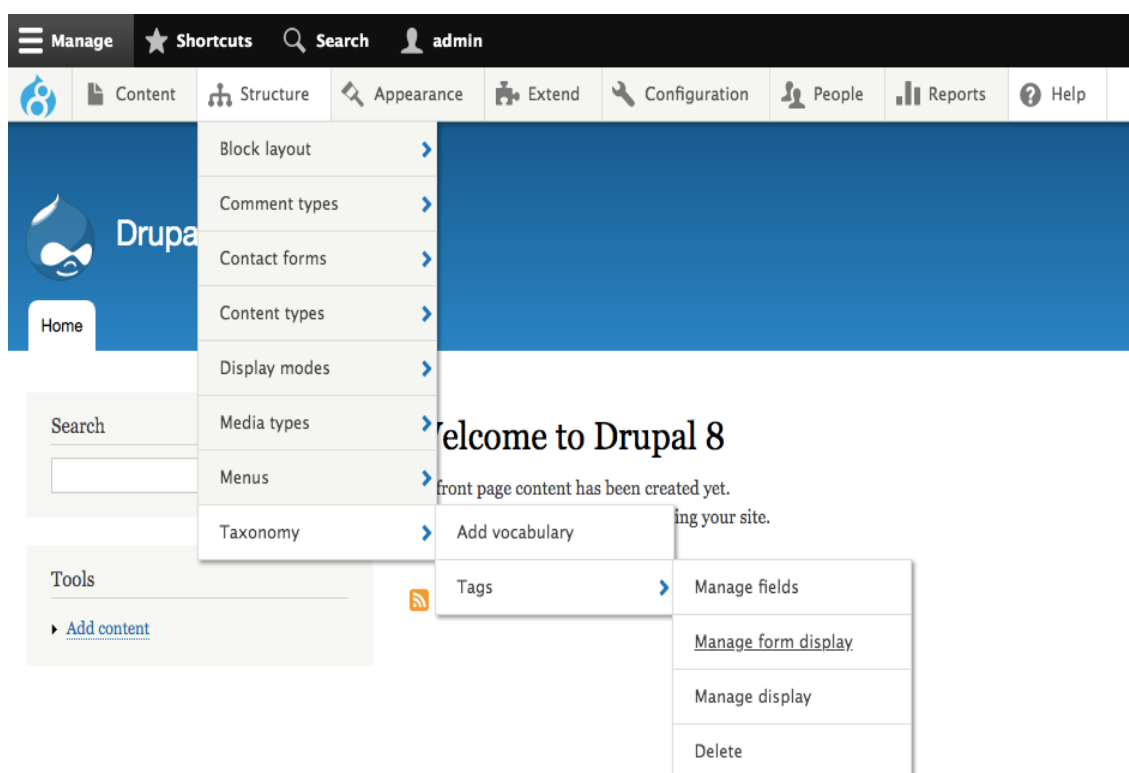 Manage Shortcuts Search admin
Content Structure Appearance Extend Configuration People Reports Help
Block layout
Comment types
Drupa
Contact forms
Home
Content types
Display modes
Search
Media types
elcome to Drupal 8
Menus
front page content has been created yet.
Taxonomy
Add vocabulary
ing your site.
Tools
Tags
Manage fields
Add content
Manage form display
Manage display
Delete